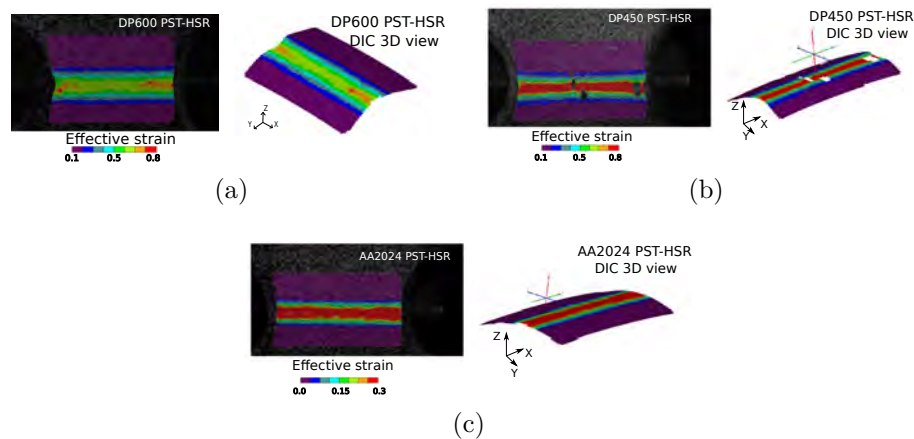 DP600 PST-HSR
DP600 PST-HSR
DIC 3D view
Z
Y
X
Effective strain
0.1 0.5 0.8
(a)
DP450 PST-HSR
DP450 PST-HSR
DIC 3D view
Z
X
Y
Effective strain
0.1 0.5 0.8
(b)
AA2024 PST-HSR
AA2024 PST-HSR
DIC 3D view
Z
X
Y
Effective strain
0.0 0.15 0.3
(c)